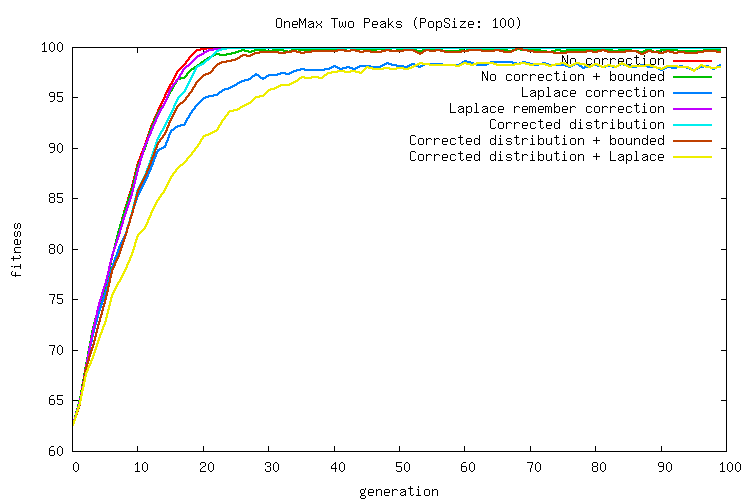 OneMax Two Peaks (PopSize: 100)
100
95
90
85
80
75
70
65
60
fitness
No correction
No correction + bounded
Laplace correction
Laplace remember correction
Corrected distribution
Corrected distribution + bounded
Corrected distribution + Laplace
0 10 20 30 40 50 60 70 80 90 100
generation